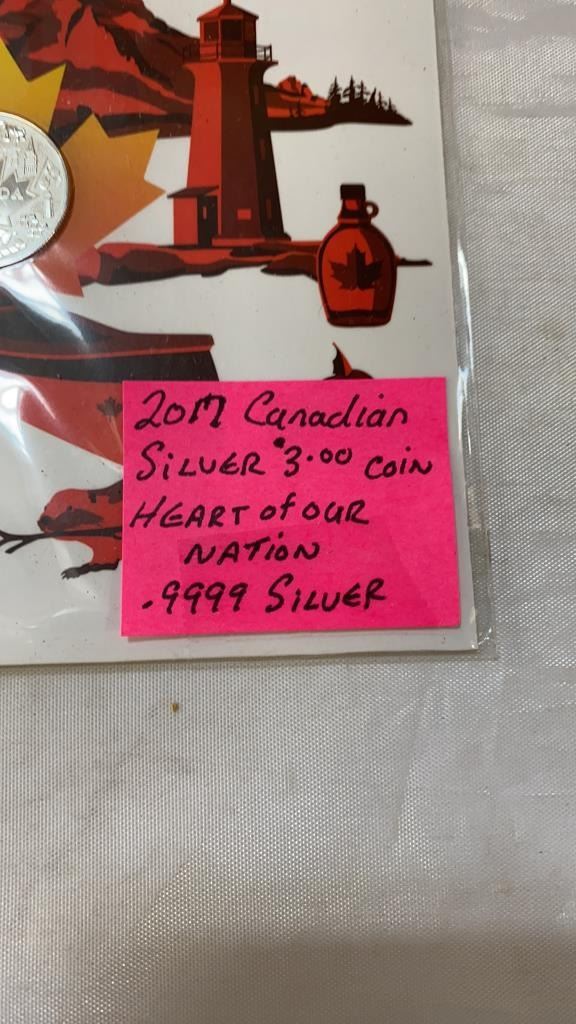 2017 Canadian
SILVER $3.00 COIN
HEART of OUR
NATION
.9999 SILVER